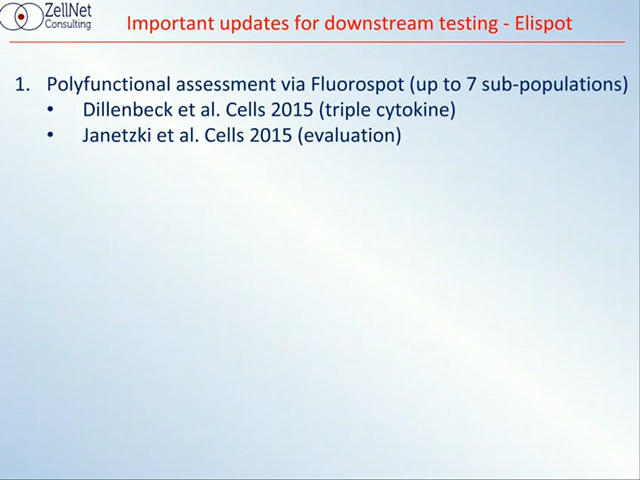 ZellNet
Consulting
Important updates for downstream testing - Elispot
1. Polyfunctional assessment via Fluorospot (up to 7 sub-populations)
• Dillenbeck et al. Cells 2015 (triple cytokine)
• Janetzki et al. Cells 2015 (evaluation)